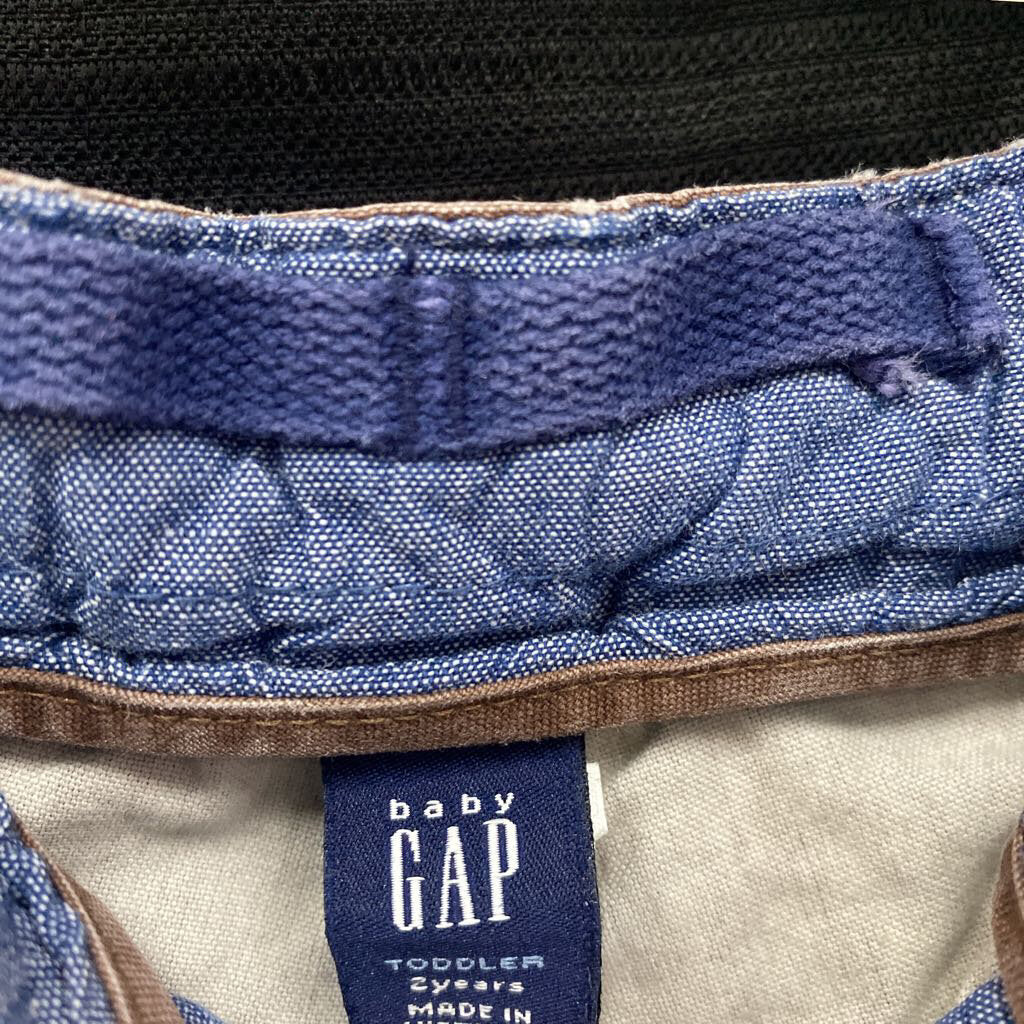 baby
GAP
TODDLER
2years
MADE IN